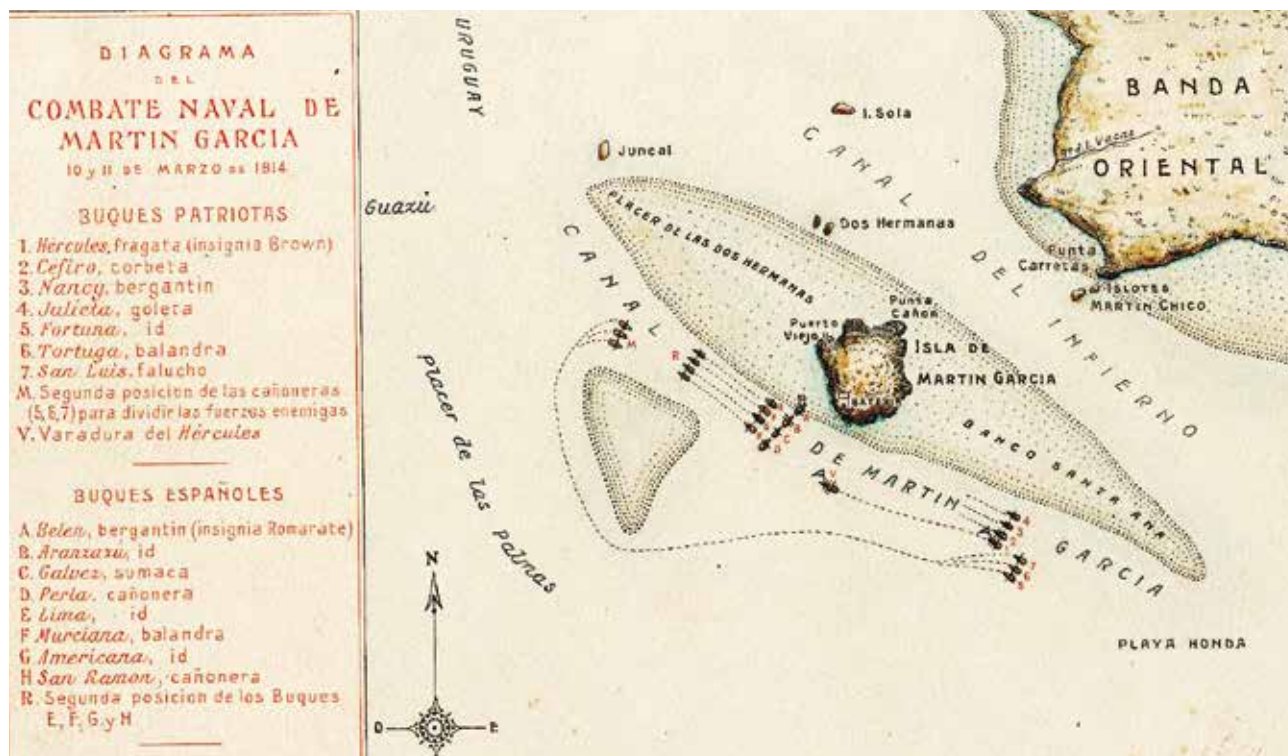 DIAGRAMA
DEL
COMBATE NAVAL DE
MARTIN GARCIA
10 y 11 DE MARZO DE 1814
BUQUES PATRIOTAS
1. Hércules, fragata (insignia Brown)
2. Cefiro, corbeta
3. Nancy, bergantin
4. Julieta, goleta
5. Fortuna, id
6. Tortuga, balandra
7. San Luis, falucho
M. Segunda posicion de las cañoneras
(5,6,7) para dividir las fuerzas enemigas
V. Varadura del Hércules
BUQUES ESPAÑOLES
A. Belen, bergantin (insignia Romarate)
B. Aranzazú, id
C. Galvez, sumaca
D. Perla, cañonera
E. Lima, id
F. Murciana, balandra
G. Americana, id
H. San Ramon, cañonera
R. Segunda posicion de los Buques
E, F, G. y H
URUGUAY
Guazú
Juncal
I. Sola
CANAL DEL INFIERNO
BANDA
ORIENTAL
Punta
Carretas
ISLOTES
MARTIN CHICO
Dos Hermanas
PLACER DE LAS DOS HERMANAS
Punta
Cañon
Puerto
Viejo
ISLA DE
MARTIN GARCIA
CANAL DE MARTIN GARCIA
BANCO SANTA ANA
placer de las palmas
M
R
V
PLAYA HONDA
N
O E